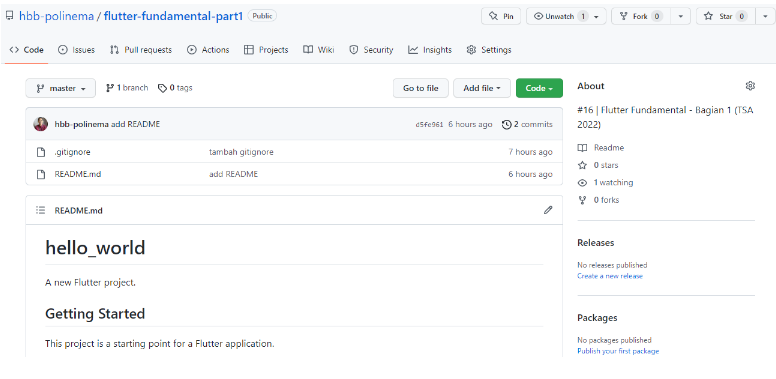 hbb-polinema / flutter-fundamental-part1 Public
Pin Unwatch 1 Fork 0 Star 0
Code Issues Pull requests Actions Projects Wiki Security Insights Settings
master 1 branch 0 tags Go to file Add file Code
hbb-polinema add README d5fe961 6 hours ago 2 commits
.gitignore tambah gitignore 7 hours ago
README.md add README 6 hours ago
README.md
hello_world
A new Flutter project.
Getting Started
This project is a starting point for a Flutter application.
About
#16 | Flutter Fundamental - Bagian 1 (TSA
2022)
Readme
0 stars
1 watching
0 forks
Releases
No releases published
Create a new release
Packages
No packages published
Publish your first package